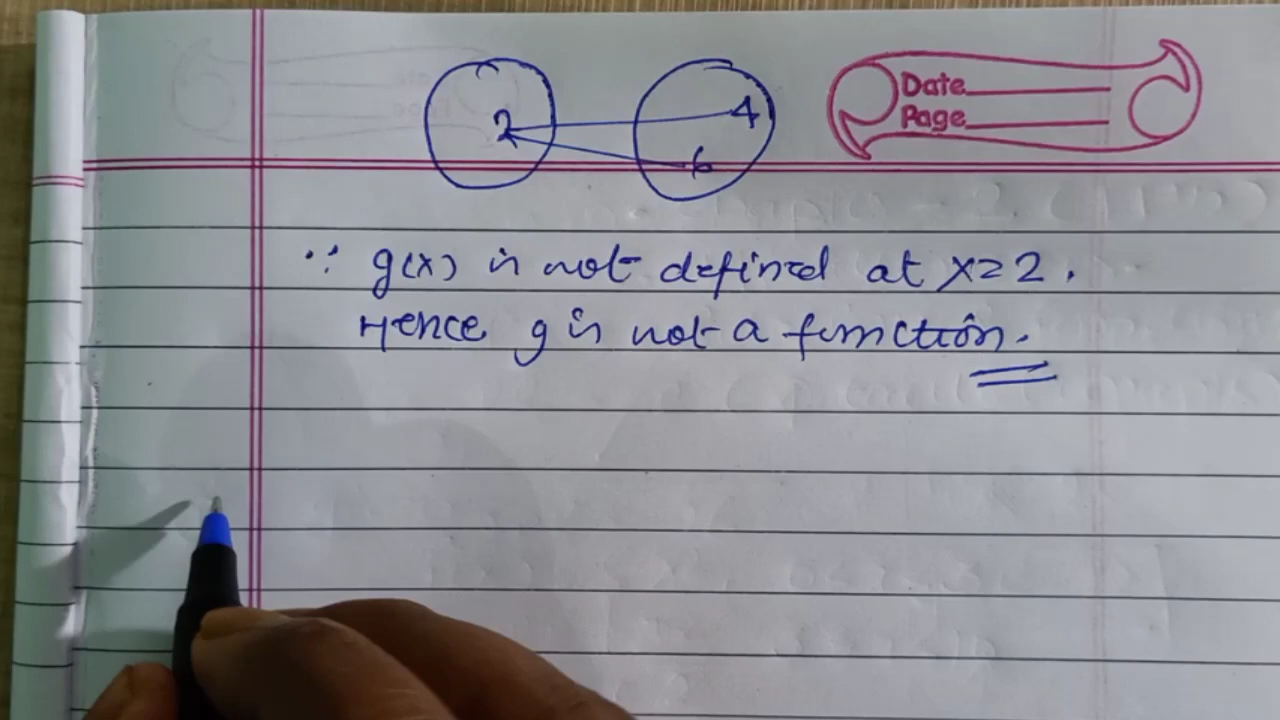 2 4
6
Date
Page
∵ g(x) is not defined at x=2.
Hence g is not a function.